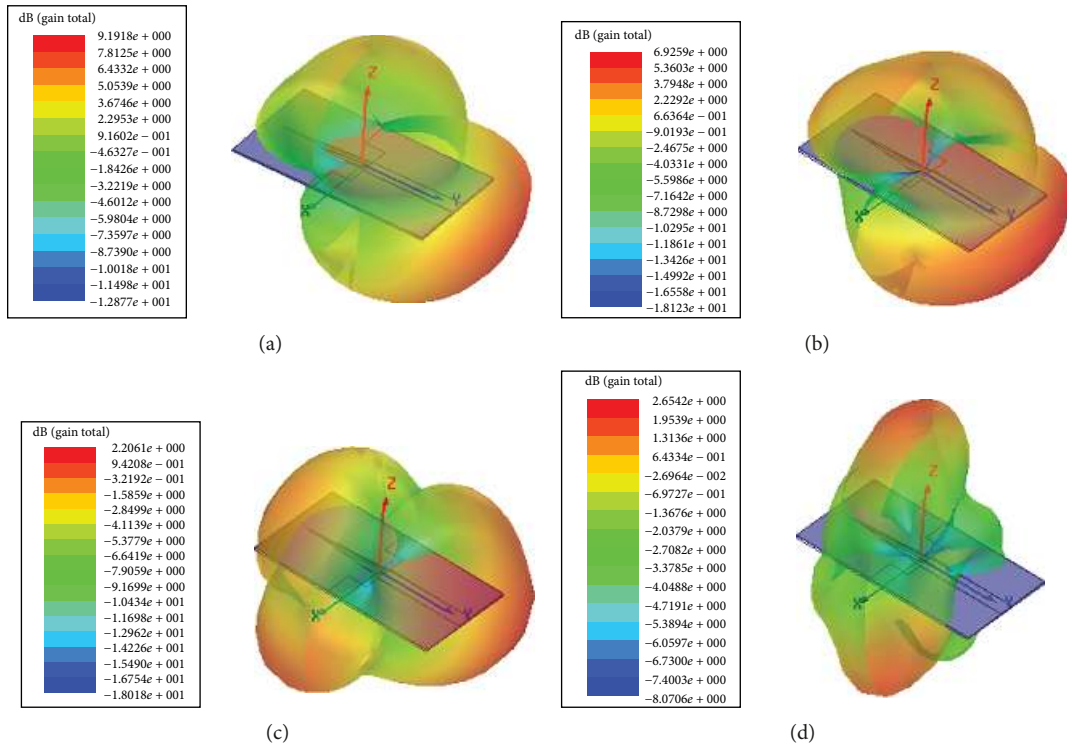 dB (gain total)
9.1918e + 000
7.8125e + 000
6.4332e + 000
5.0539e + 000
3.6746e + 000
2.2953e + 000
9.1602e − 001
−4.6327e − 001
−1.8426e + 000
−3.2219e + 000
−4.6012e + 000
−5.9804e + 000
−7.3597e + 000
−8.7390e + 000
−1.0018e + 001
−1.1498e + 001
−1.2877e + 001
Z
X
Y
(a)
dB (gain total)
6.9259e + 000
5.3603e + 000
3.7948e + 000
2.2292e + 000
6.6364e − 001
−9.0193e − 001
−2.4675e + 000
−4.0331e + 000
−5.5986e + 000
−7.1642e + 000
−8.7298e + 000
−1.0295e + 001
−1.1861e + 001
−1.3426e + 001
−1.4992e + 001
−1.6558e + 001
−1.8123e + 001
Z
X
Y
(b)
dB (gain total)
2.2061e + 000
9.4208e − 001
−3.2192e − 001
−1.5859e + 000
−2.8499e + 000
−4.1139e + 000
−5.3779e + 000
−6.6419e + 000
−7.9059e + 000
−9.1699e + 000
−1.0434e + 001
−1.1698e + 001
−1.2962e + 001
−1.4226e + 001
−1.5490e + 001
−1.6754e + 001
−1.8018e + 001
Z
X
Y
(c)
dB (gain total)
2.6542e + 000
1.9539e + 000
1.3136e + 000
6.4334e − 001
−2.6964e − 002
−6.9727e − 001
−1.3676e + 000
−2.0379e + 000
−2.7082e + 000
−3.3785e + 000
−4.0488e + 000
−4.7191e + 000
−5.3894e + 000
−6.0597e + 000
−6.7300e + 000
−7.4003e + 000
−8.0706e + 000
Z
X
Y
(d)